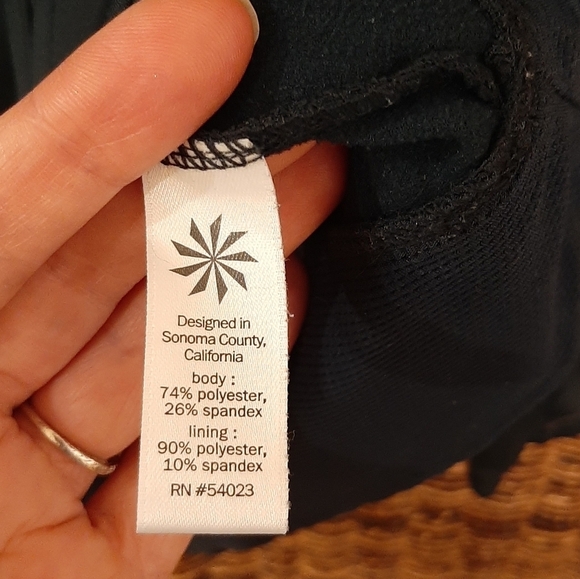 Designed in
Sonoma County,
California
body :
74% polyester,
26% spandex
lining :
90% polyester,
10% spandex
RN #54023